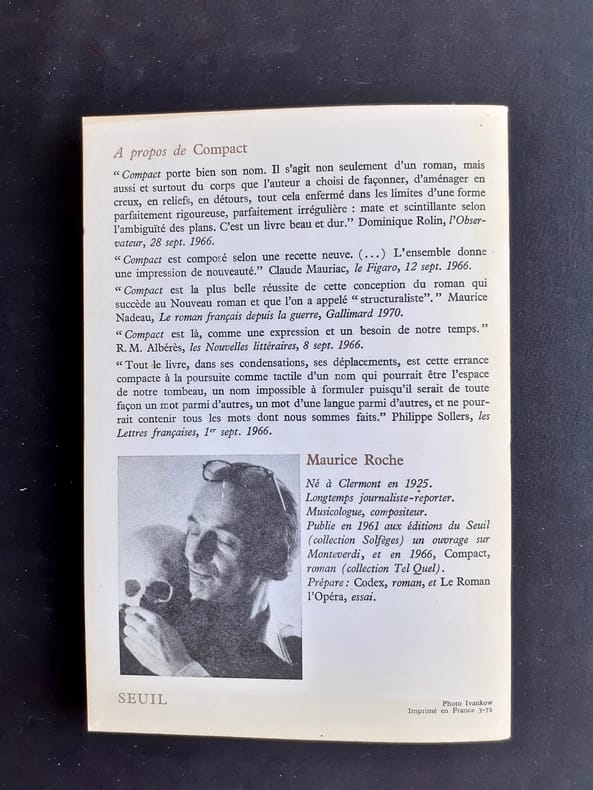 A propos de Compact
“ Compact porte bien son nom. Il s'agit non seulement d'un roman, mais
aussi et surtout du corps que l'auteur a choisi de façonner, d'aménager en
creux, en reliefs, en détours, tout cela enfermé dans les limites d'une forme
parfaitement rigoureuse, parfaitement irrégulière : mate et scintillante selon
l'ambiguïté des plans. C'est un livre beau et dur.” Dominique Rolin, l'Obser-
vateur, 28 sept. 1966.
“ Compact est composé selon une recette neuve. (...) L'ensemble donne
une impression de nouveauté.” Claude Mauriac, le Figaro, 12 sept. 1966.
“ Compact est la plus belle réussite de cette conception du roman qui
succède au Nouveau roman et que l'on a appelé “ structuraliste”. ” Maurice
Nadeau, Le roman français depuis la guerre, Gallimard 1970.
“ Compact est là, comme une expression et un besoin de notre temps. ”
R.M. Albérès, les Nouvelles littéraires, 8 sept. 1966.
“ Tout le livre, dans ses condensations, ses déplacements, est cette errance
compacte à la poursuite comme tactile d'un nom qui pourrait être l'espace
de notre tombeau, un nom impossible à formuler puisqu'il serait de toute
façon un mot parmi d'autres, un mot d'une langue parmi d'autres, et ne pour-
rait contenir tous les mots dont nous sommes faits.” Philippe Sollers, les
Lettres françaises, 1er sept. 1966.
Maurice Roche
Né à Clermont en 1925.
Longtemps journaliste-reporter.
Musicologue, compositeur.
Publie en 1961 aux éditions du Seuil
(collection Solfèges) un ouvrage sur
Monteverdi, et en 1966, Compact,
roman (collection Tel Quel).
Prépare : Codex, roman, et Le Roman
l'Opéra, essai.
SEUIL
Photo Ivankow
Imprimé en France 3-72